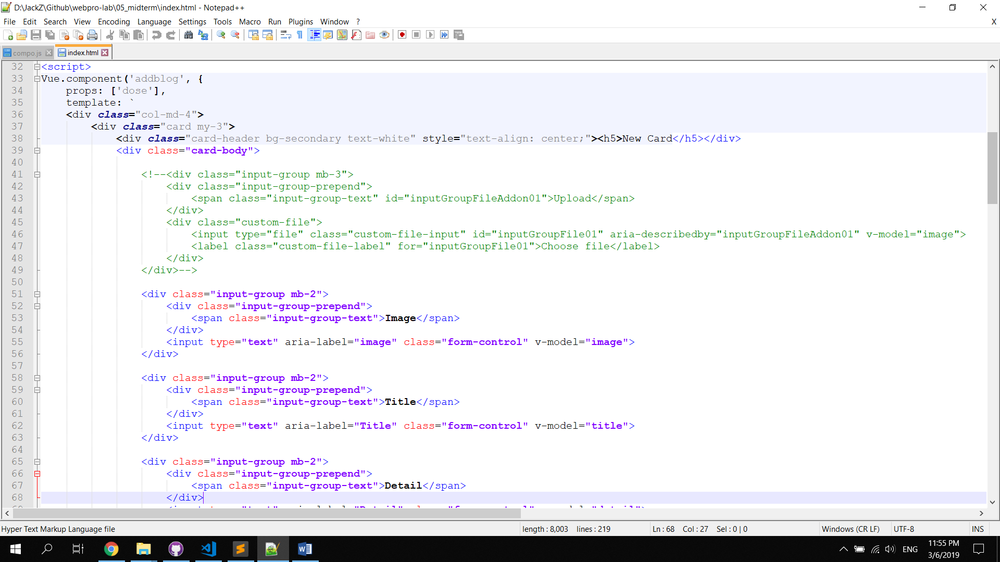 D:\JackZ\Github\webpro-lab\05_midterm\index.html - Notepad++
File Edit Search View Encoding Language Settings Tools Macro Run Plugins Window ? X
compo.js index.html
32 <script>
33 Vue.component('addblog', {
34 props: ['dose'],
35 template: `
36 <div class="col-md-4">
37 <div class="card my-3">
38 <div class="card-header bg-secondary text-white" style="text-align: center;"><h5>New Card</h5></div>
39 <div class="card-body">
40
41 <!--<div class="input-group mb-3">
42 <div class="input-group-prepend">
43 <span class="input-group-text" id="inputGroupFileAddon01">Upload</span>
44 </div>
45 <div class="custom-file">
46 <input type="file" class="custom-file-input" id="inputGroupFile01" aria-describedby="inputGroupFileAddon01" v-model="image">
47 <label class="custom-file-label" for="inputGroupFile01">Choose file</label>
48 </div>
49 </div>-->
50
51 <div class="input-group mb-2">
52 <div class="input-group-prepend">
53 <span class="input-group-text">Image</span>
54 </div>
55 <input type="text" aria-label="image" class="form-control" v-model="image">
56 </div>
57
58 <div class="input-group mb-2">
59 <div class="input-group-prepend">
60 <span class="input-group-text">Title</span>
61 </div>
62 <input type="text" aria-label="Title" class="form-control" v-model="title">
63 </div>
64
65 <div class="input-group mb-2">
66 <div class="input-group-prepend">
67 <span class="input-group-text">Detail</span>
68 </div>
Hyper Text Markup Language file length : 8,003 lines : 219 Ln : 68 Col : 27 Sel : 0 | 0 Windows (CR LF) UTF-8 INS
ENG 11:55 PM
3/6/2019